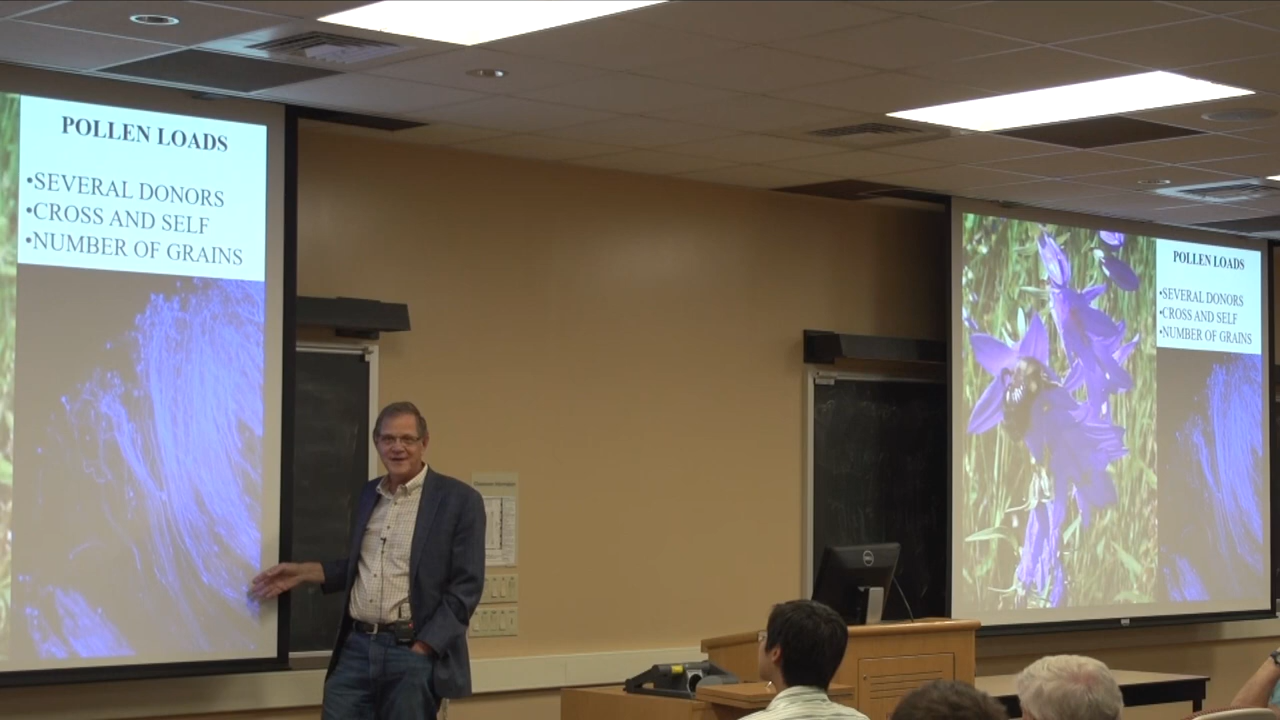 POLLEN LOADS
•SEVERAL DONORS
•CROSS AND SELF
•NUMBER OF GRAINS
POLLEN LOADS
•SEVERAL DONORS
•CROSS AND SELF
•NUMBER OF GRAINS
DELL